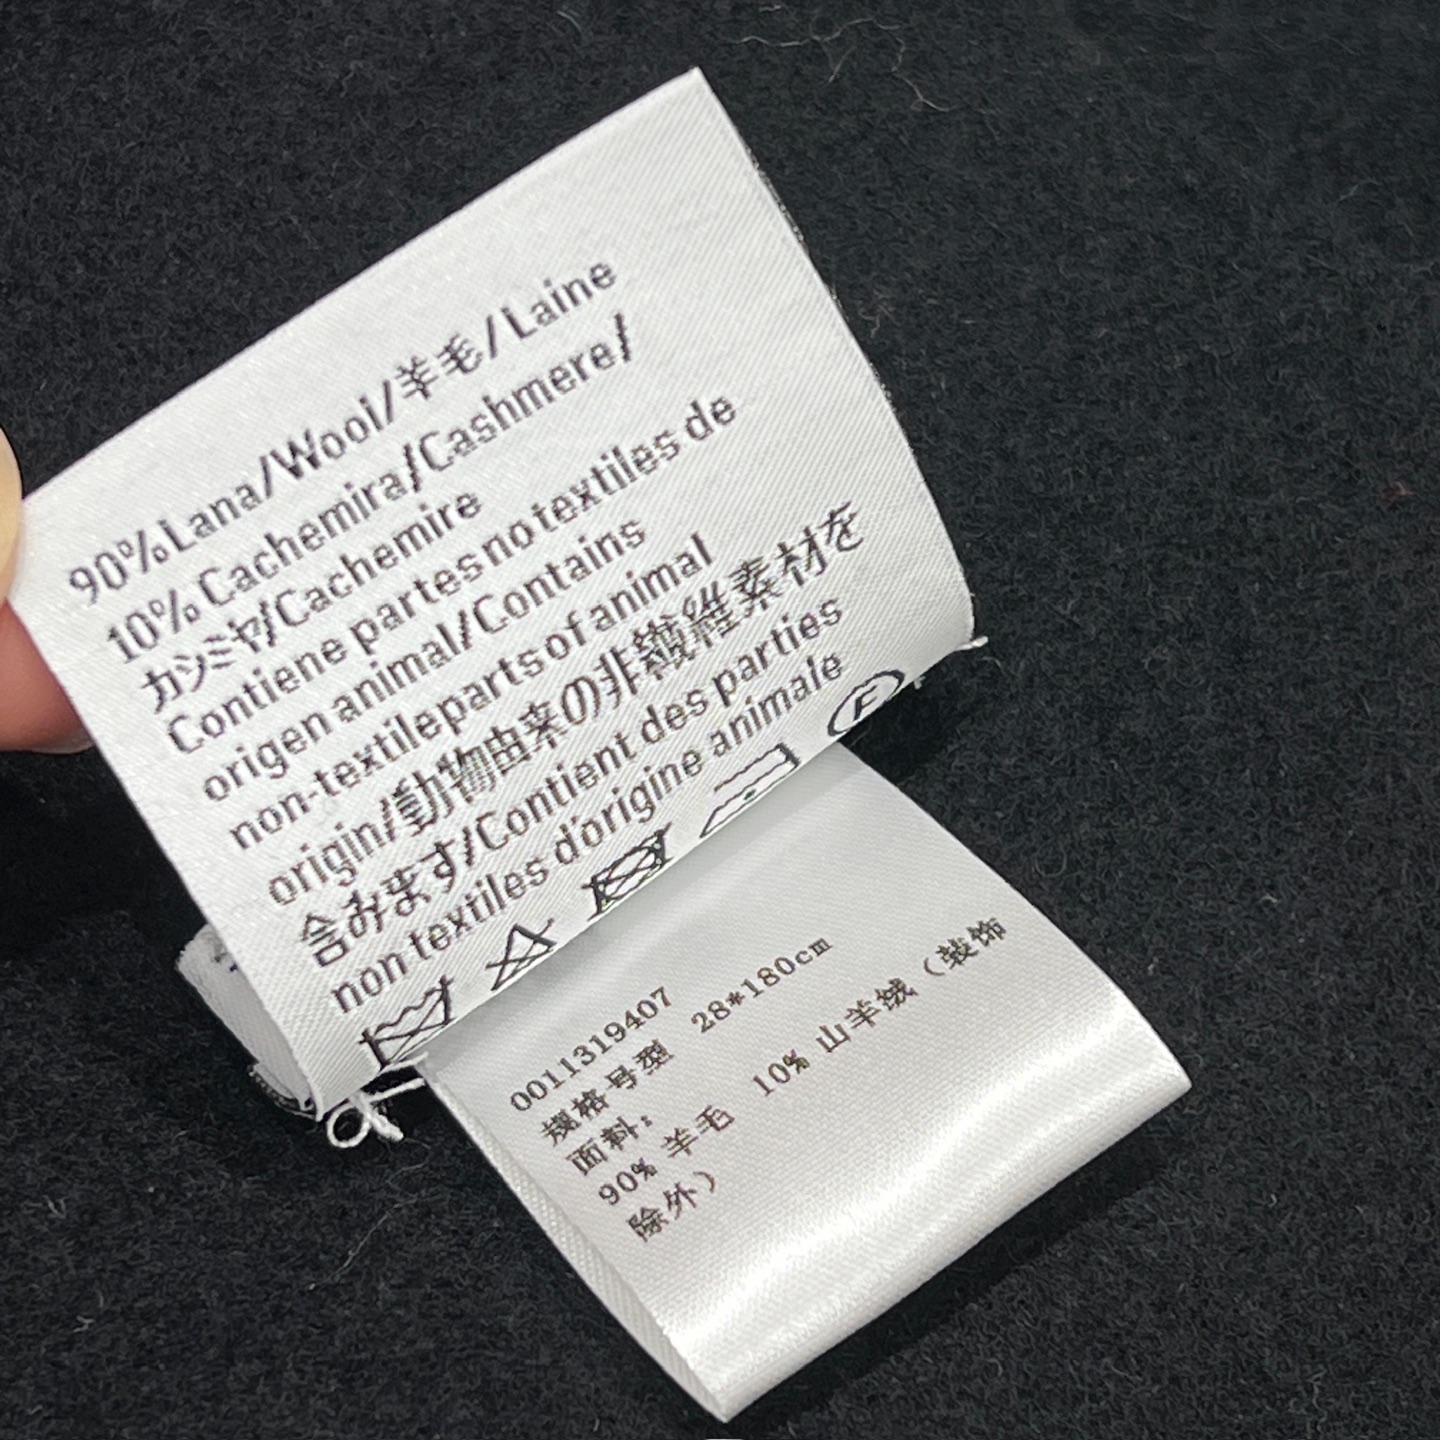 90%Lana/Wool/羊毛/Laine
10% Cachemira/Cashmere/
カシミヤ/Cachemire
Contiene partes no textiles de
origen animal/Contains
non-textile parts of animal
origin/動物由来の非繊維素材を
含みます/Contient des parties
non textiles d'origine animale
F
0011319407
规格号型 28*180cm
面料:
90% 羊毛 10% 山羊绒（装饰
除外）